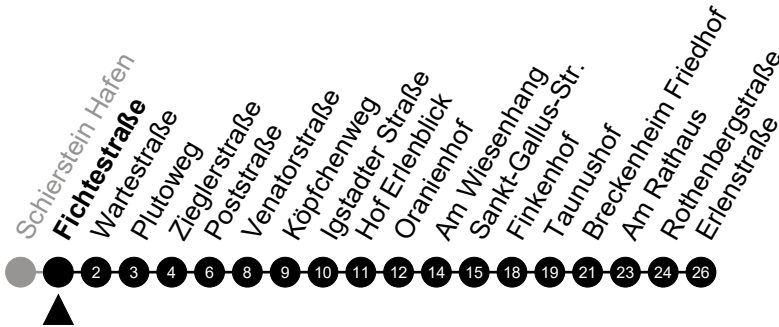 Schierstein Hafen
Fichtestraße
Wartestraße
Plutoweg
Zieglerstraße
Poststraße
Venatorstraße
Köpfchenweg
Igstadter Straße
Hof Erlenblick
Oranienhof
Am Wiesenhang
Sankt-Gallus-Str.
Finkenhof
Taunushof
Breckenheim Friedhof
Am Rathaus
Rothenbergstraße
Erlenstraße
2 3 4 6 8 9 10 11 12 14 15 18 19 21 23 24 26